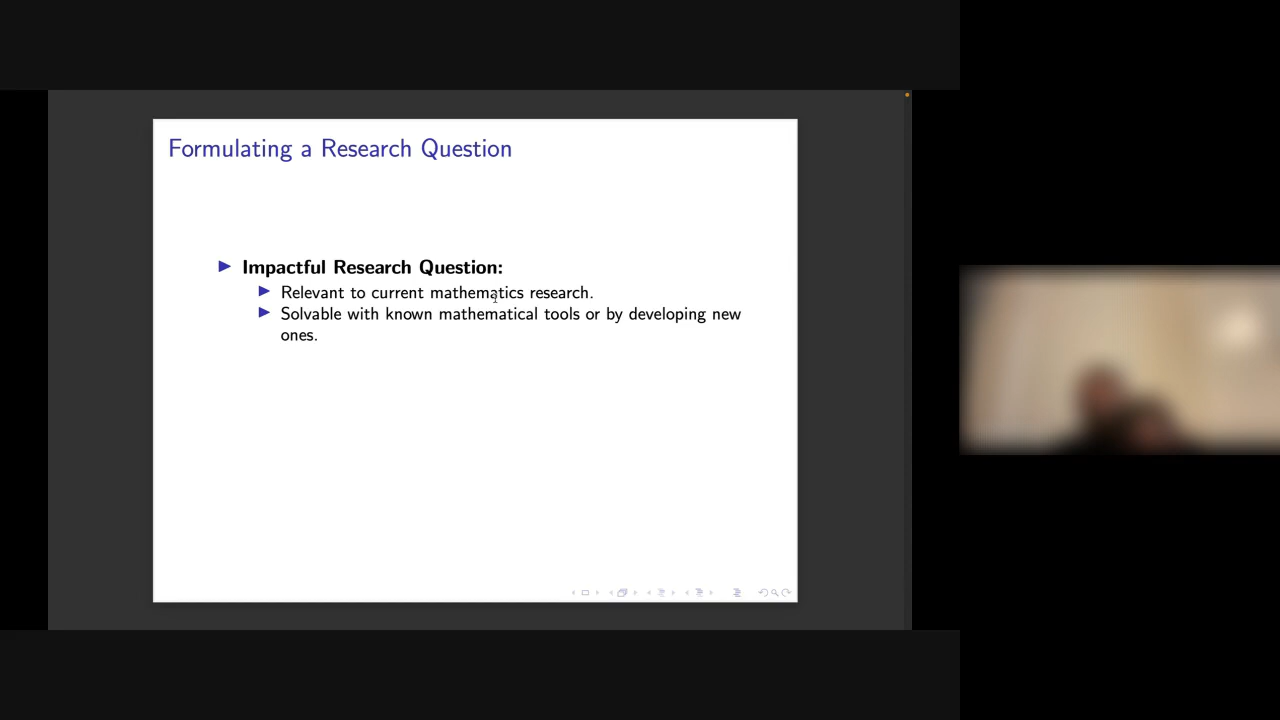 Formulating a Research Question
Impactful Research Question:
Relevant to current mathematics research.
Solvable with known mathematical tools or by developing new
ones.